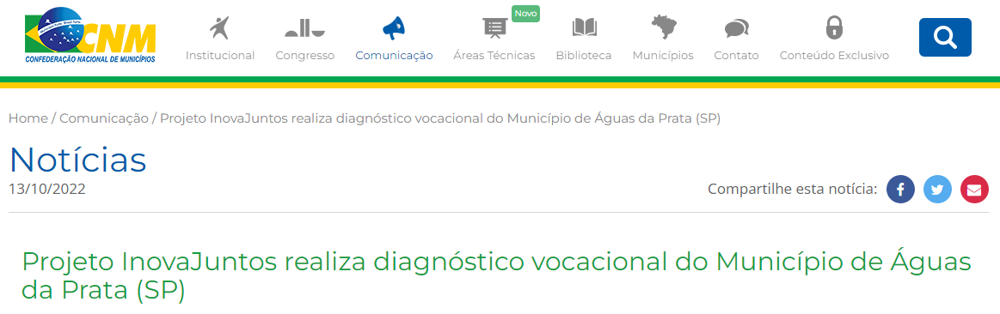 CNM
CONFEDERAÇÃO NACIONAL DE MUNICÍPIOS
Novo
Institucional Congresso Comunicação Áreas Técnicas Biblioteca Municípios Contato Conteúdo Exclusivo
Home / Comunicação / Projeto InovaJuntos realiza diagnóstico vocacional do Município de Águas da Prata (SP)
Notícias
13/10/2022 Compartilhe esta notícia:
Projeto InovaJuntos realiza diagnóstico vocacional do Município de Águas
da Prata (SP)